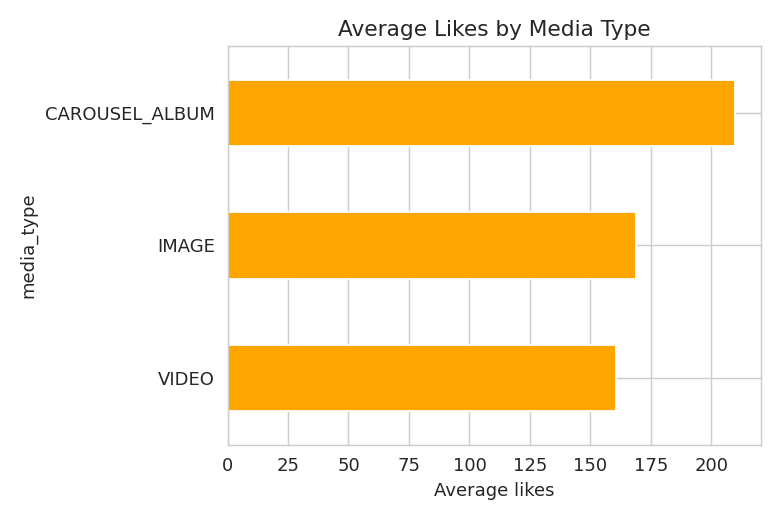 Average Likes by Media Type
media_type
CAROUSEL_ALBUM
IMAGE
VIDEO
0 25 50 75 100 125 150 175 200
Average likes